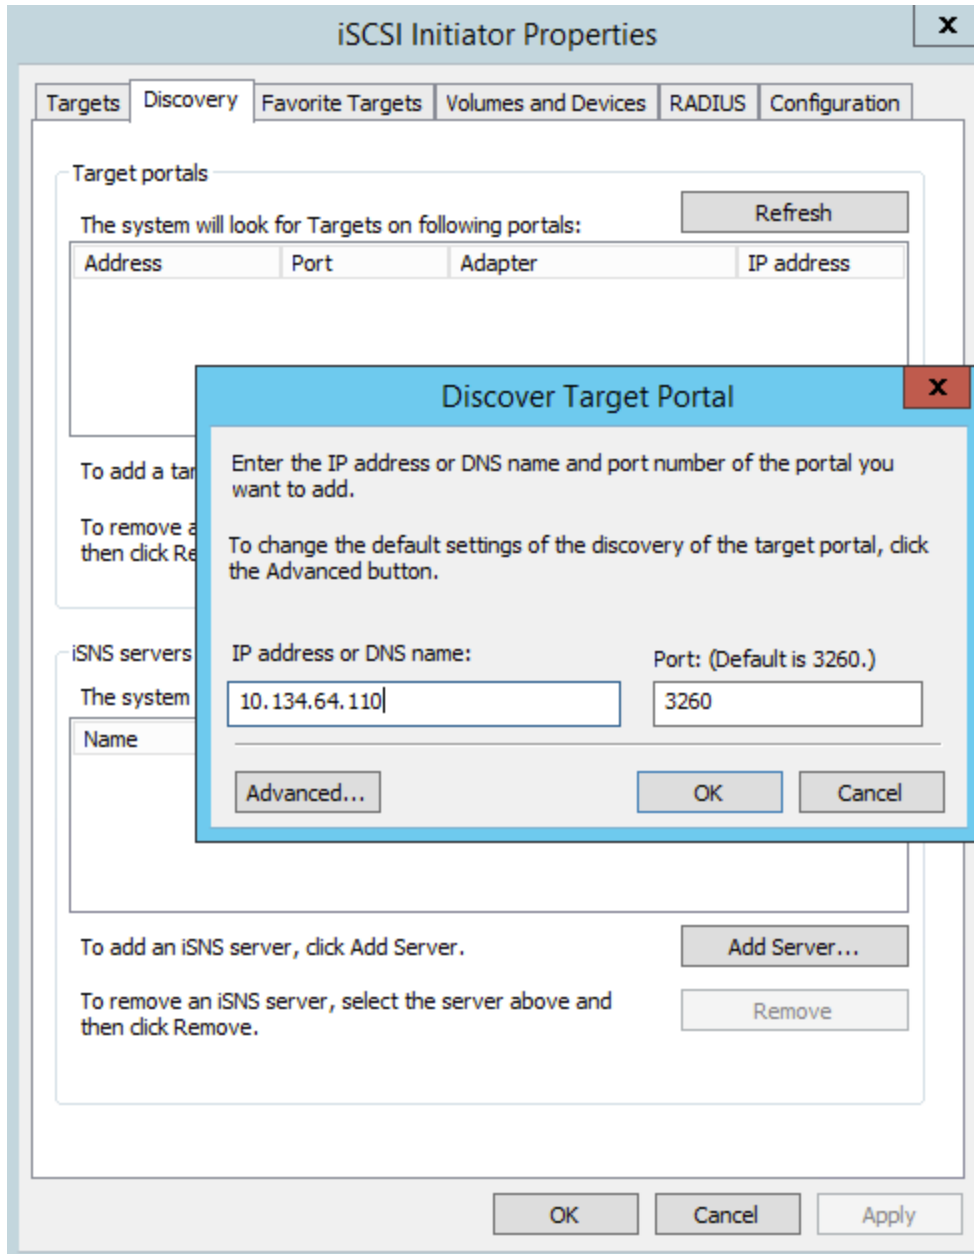 iSCSI Initiator Properties
x
Targets Discovery Favorite Targets Volumes and Devices RADIUS Configuration
Target portals
The system will look for Targets on following portals:
Refresh
Address Port Adapter IP address
Discover Target Portal
x
To add a tar
To remove a
then click Re
Enter the IP address or DNS name and port number of the portal you
want to add.
To change the default settings of the discovery of the target portal, click
the Advanced button.
IP address or DNS name:
Port: (Default is 3260.)
10.134.64.110
3260
Advanced...
OK
Cancel
iSNS servers
The system
Name
To add an iSNS server, click Add Server.
Add Server...
To remove an iSNS server, select the server above and
then click Remove.
Remove
OK
Cancel
Apply